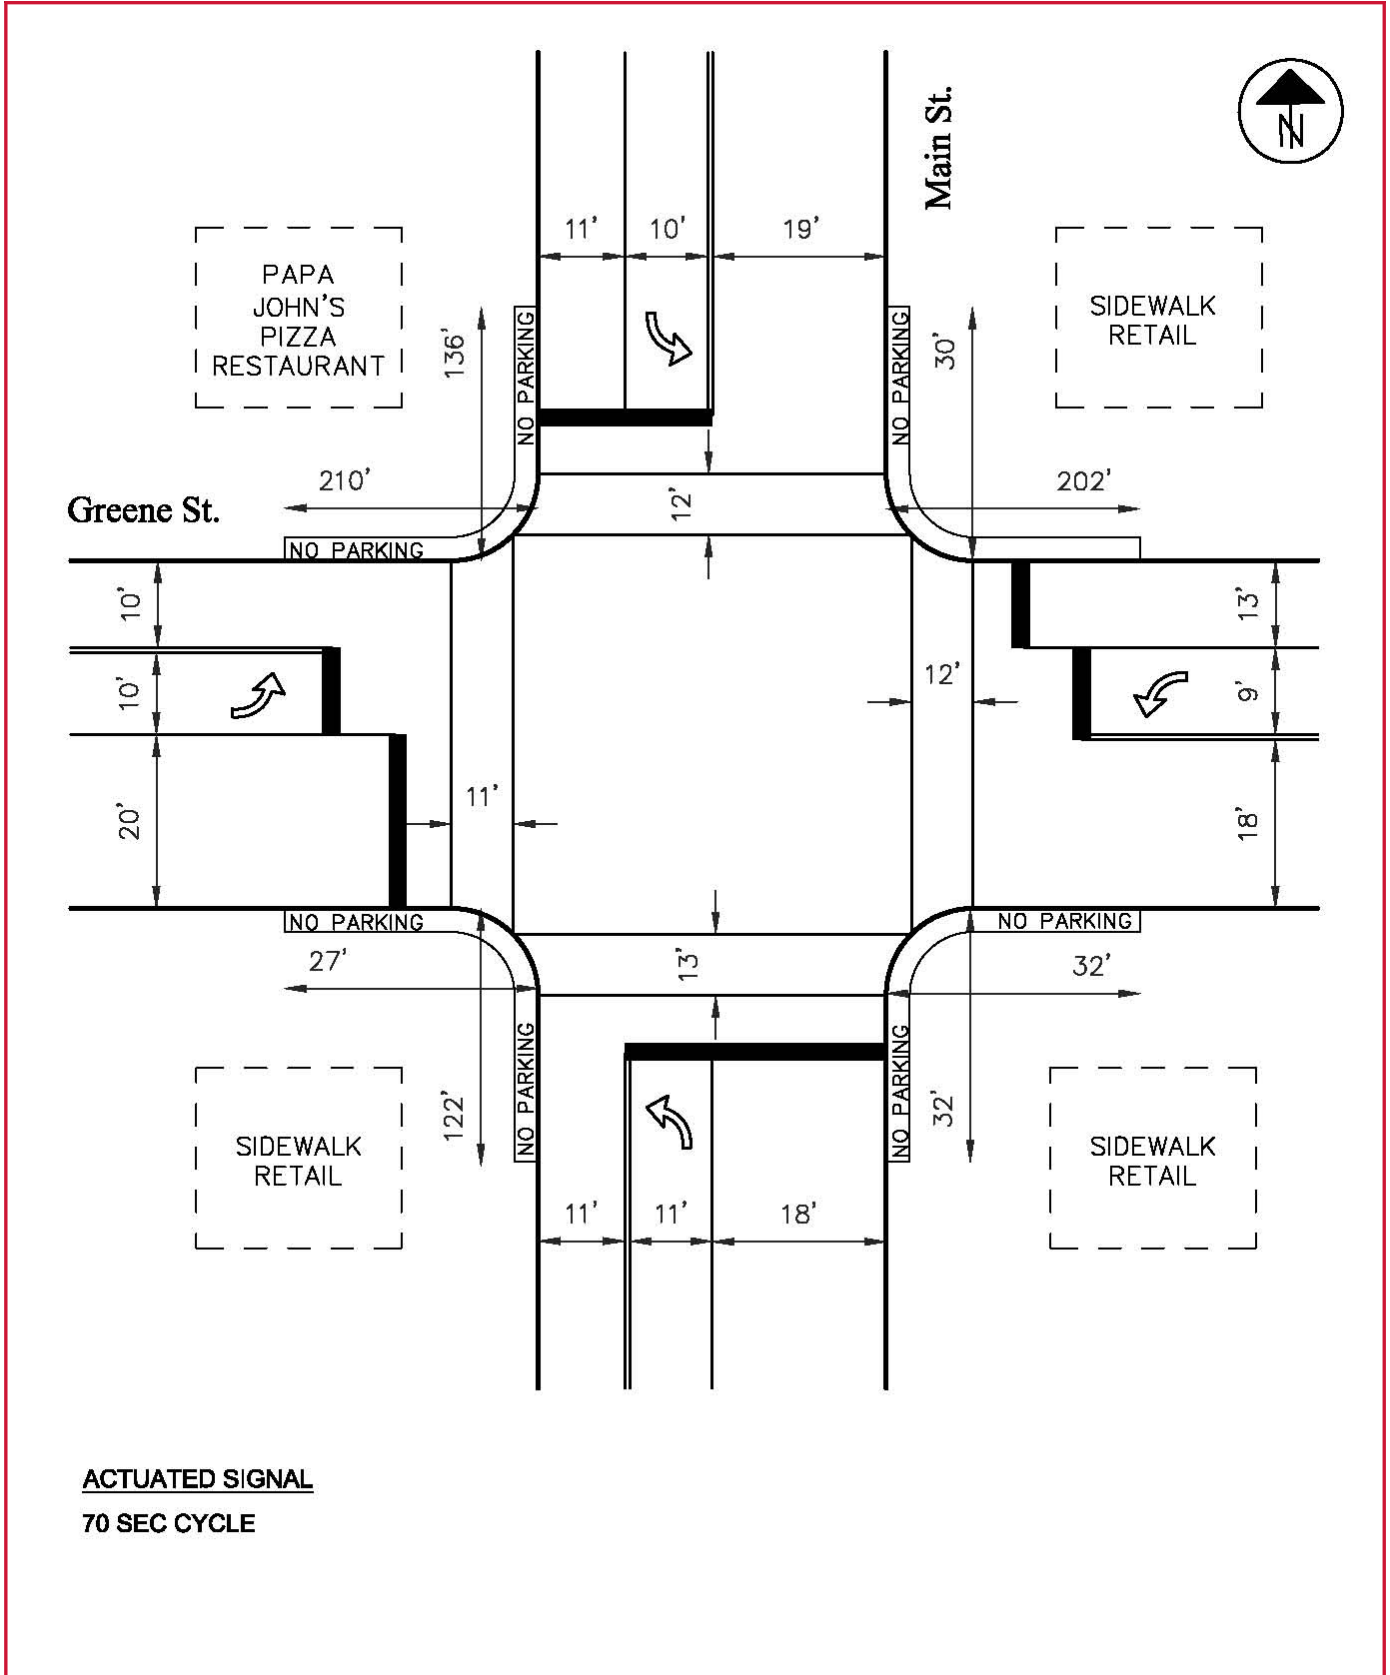 Main St.
N
11'
10'
19'
PAPA
JOHN'S
PIZZA
RESTAURANT
SIDEWALK
RETAIL
136'
NO PARKING
NO PARKING
30'
210'
202'
Greene St.
12'
NO PARKING
10'
13'
10'
12'
9'
20'
11'
18'
NO PARKING
NO PARKING
27'
13'
32'
NO PARKING
122'
NO PARKING
32'
SIDEWALK
RETAIL
SIDEWALK
RETAIL
11'
11'
18'
ACTUATED SIGNAL
70 SEC CYCLE